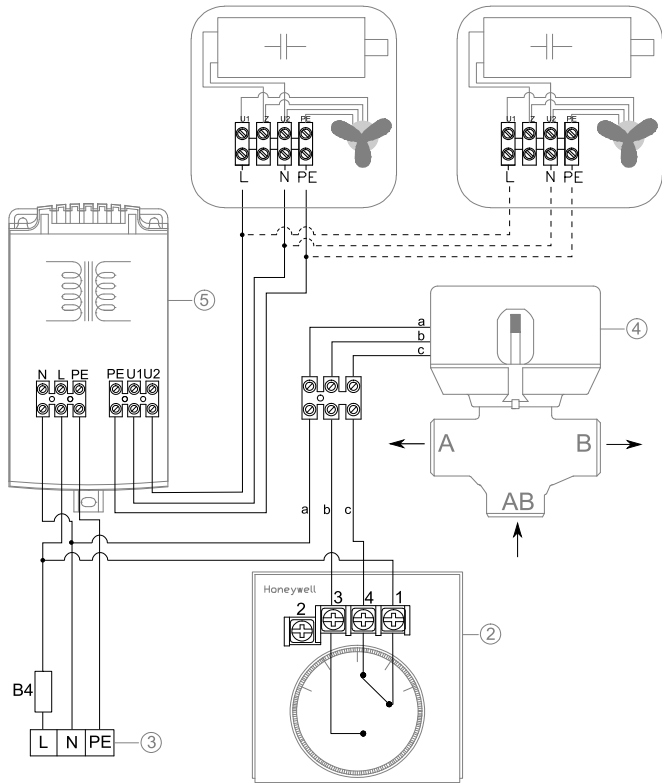 U1 Z U2 PE
L N PE
U1 Z U2 PE
L N PE
5
a
b
c
4
N L PE
PE U1 U2
A B
AB
a b c
Honeywell
2 3 4 1
2
B4
L N PE
3